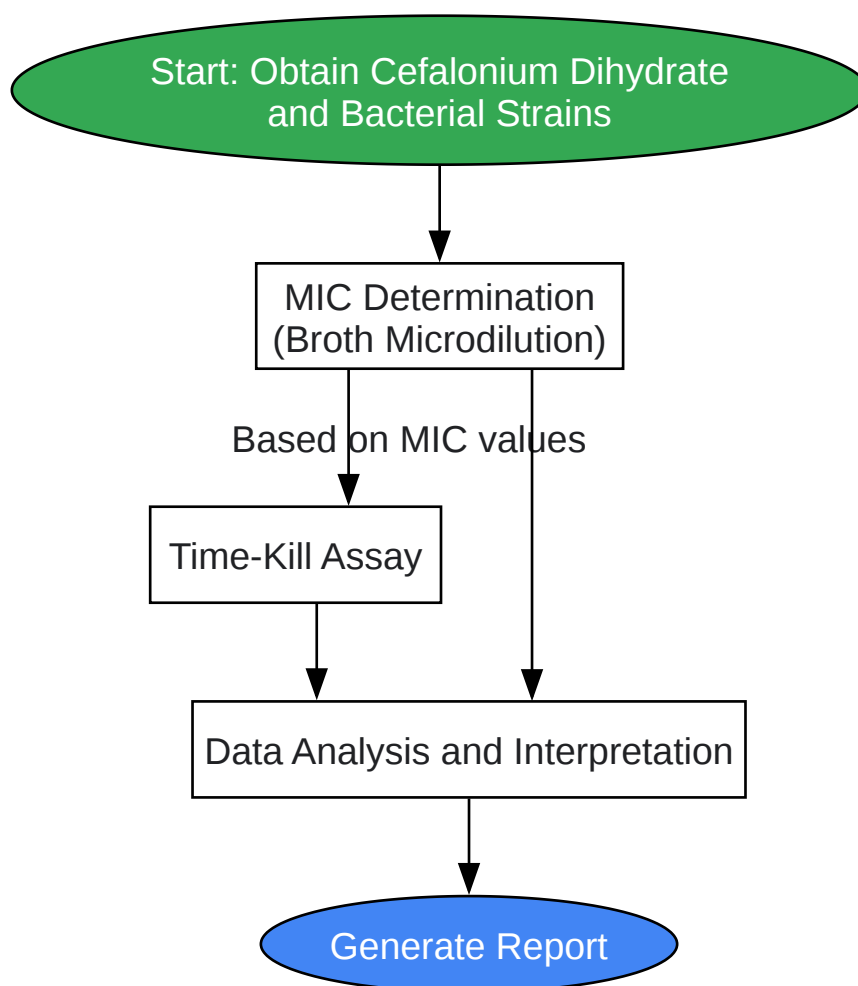 Start: Obtain Cefalonium Dihydrate
and Bacterial Strains
MIC Determination
(Broth Microdilution)
Based on MIC values
Time-Kill Assay
Data Analysis and Interpretation
Generate Report